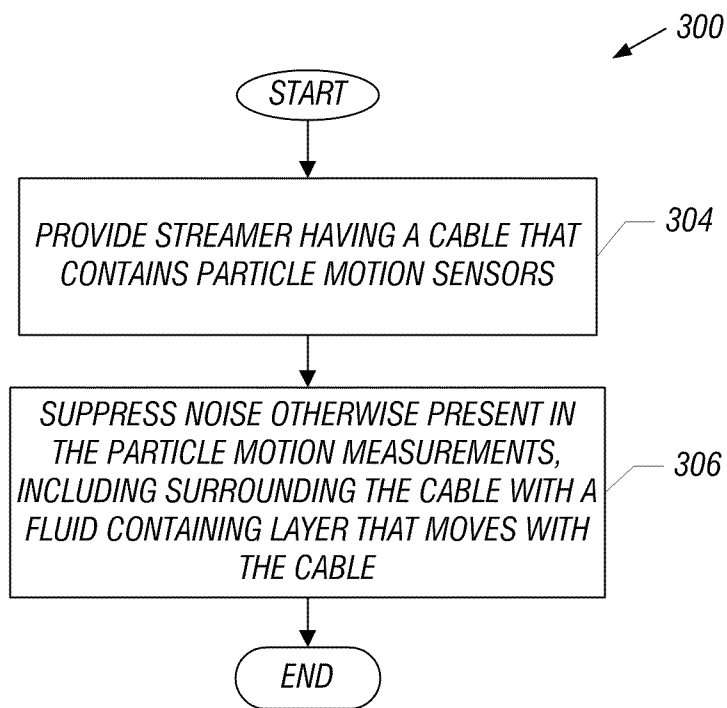 300
START
PROVIDE STREAMER HAVING A CABLE THAT
CONTAINS PARTICLE MOTION SENSORS
304
SUPPRESS NOISE OTHERWISE PRESENT IN
THE PARTICLE MOTION MEASUREMENTS,
INCLUDING SURROUNDING THE CABLE WITH A
FLUID CONTAINING LAYER THAT MOVES WITH
THE CABLE
306
END